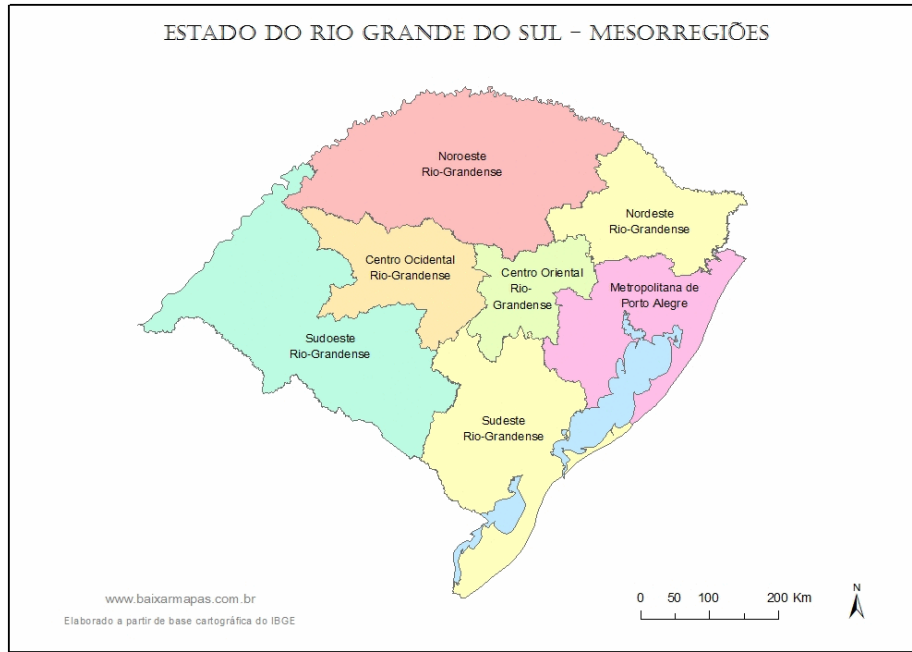 ESTADO DO RIO GRANDE DO SUL - MESORREGIÕES
Noroeste
Rio-Grandense
Nordeste
Rio-Grandense
Centro Ocidental
Rio-Grandense
Centro Oriental
Rio-
Grandense
Metropolitana de
Porto Alegre
Sudoeste
Rio-Grandense
Sudeste
Rio-Grandense
www.baixarmapas.com.br
Elaborado a partir de base cartográfica do IBGE
0 50 100 200 Km
N